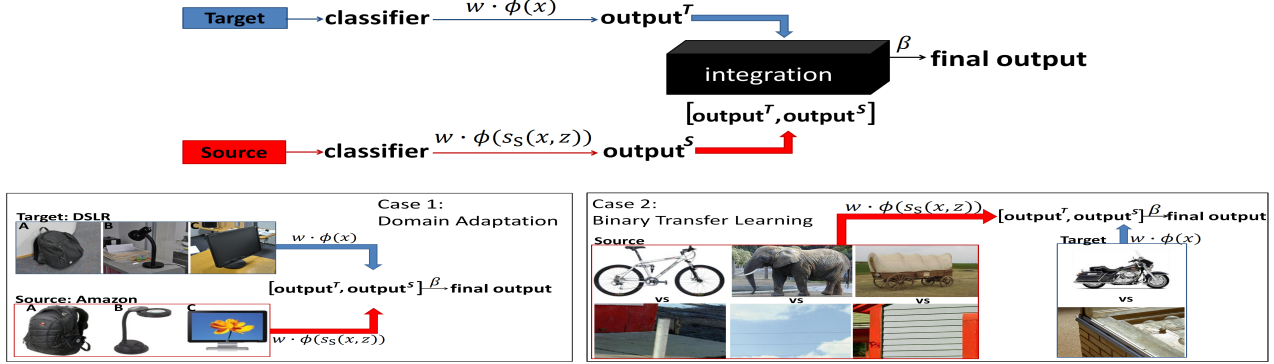 Target classifier w · ϕ(x) output^T
integration β final output
[output^T, output^S]
Source classifier w · ϕ(s_S(x, z)) output^S
Case 1:
Domain Adaptation
Target: DSLR
A B C
w · ϕ(x)
[output^T, output^S] β final output
Source: Amazon
A B C
w · ϕ(s_S(x, z))
Case 2:
Binary Transfer Learning
w · ϕ(s_S(x, z)) [output^T, output^S] β final output
Source
Target w · ϕ(x)
vs vs vs
vs